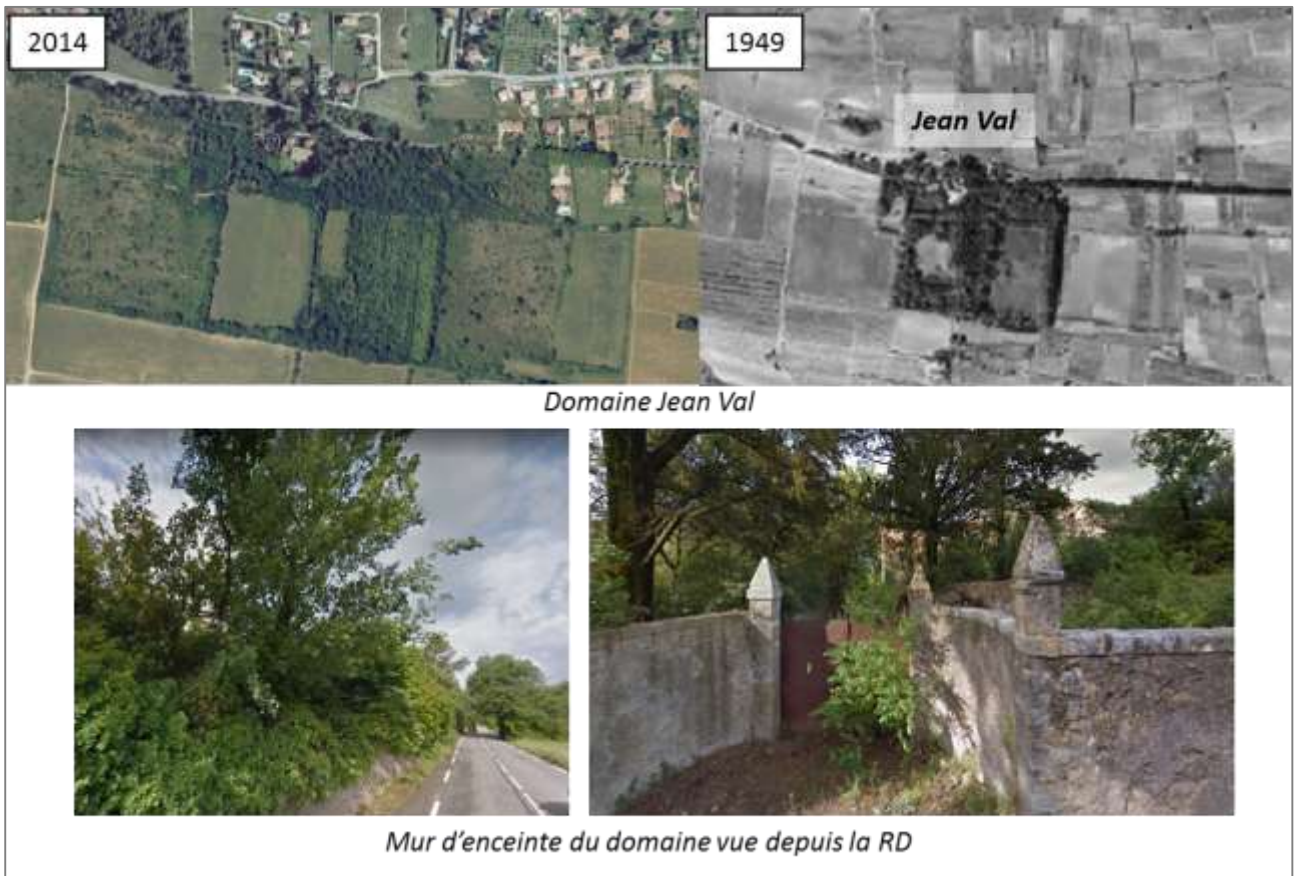 2014
1949
Jean Val
Domaine Jean Val
Mur d'enceinte du domaine vue depuis la RD